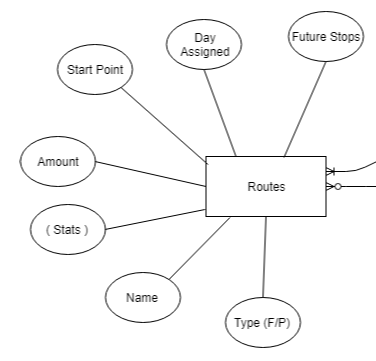 Day
Assigned
Future Stops
Start Point
Amount
Routes
( Stats )
Name
Type (F/P)